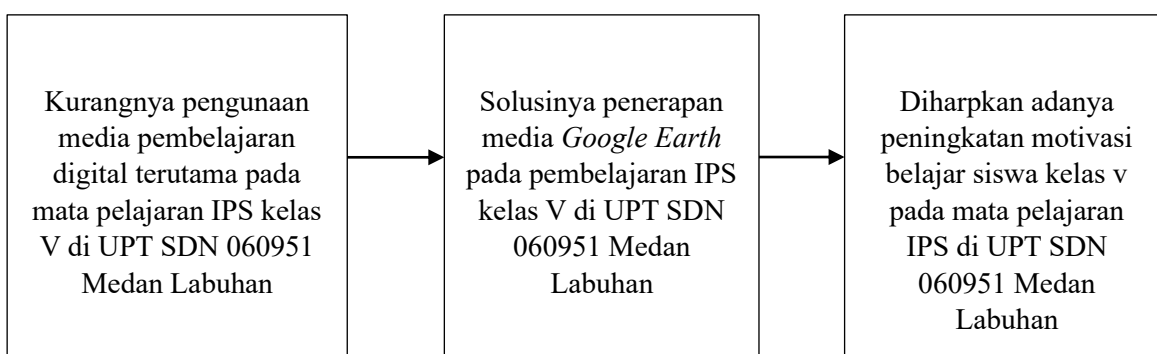 Kurangnya pengunaan
media pembelajaran
digital terutama pada
mata pelajaran IPS kelas
V di UPT SDN 060951
Medan Labuhan
Solusinya penerapan
media Google Earth
pada pembelajaran IPS
kelas V di UPT SDN
060951 Medan
Labuhan
Diharpkan adanya
peningkatan motivasi
belajar siswa kelas v
pada mata pelajaran
IPS di UPT SDN
060951 Medan
Labuhan